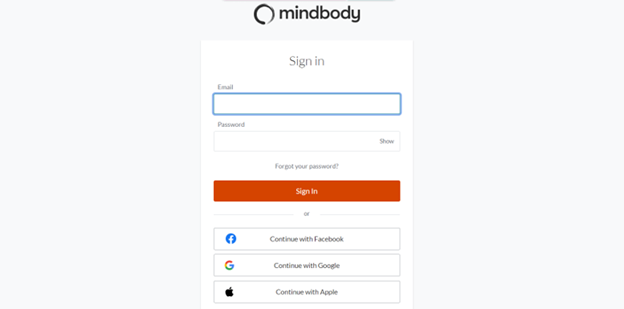 mindbody
Sign in
Email
Password
Show
Forgot your password?
Sign In
or
Continue with Facebook
Continue with Google
Continue with Apple